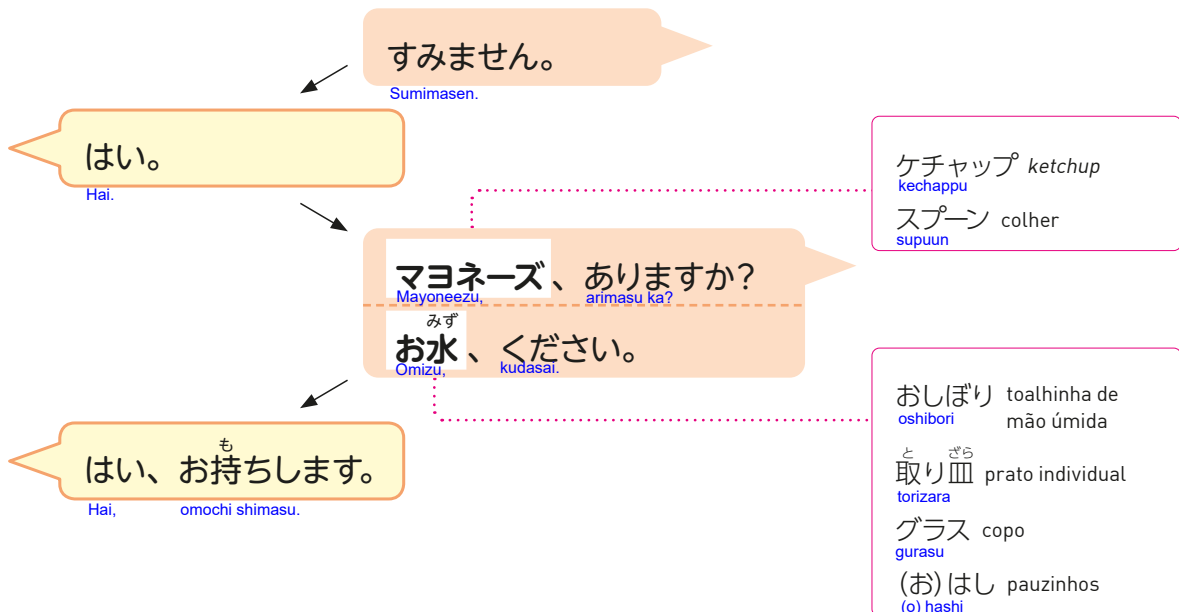 すみません。
Sumimasen.
はい。
Hai.
マヨネーズ、ありますか?
Mayoneezu, arimasu ka?
みず
お水、ください。
Omizu, kudasai.
も
はい、お持ちします。
Hai, omochi shimasu.
ケチャップ ketchup
kechappu
スプーン colher
supuun
おしぼり toalhinha de
oshibori mão úmida
と ざら
取り皿 prato individual
torizara
グラス copo
gurasu
(お)はし pauzinhos
(o) hashi